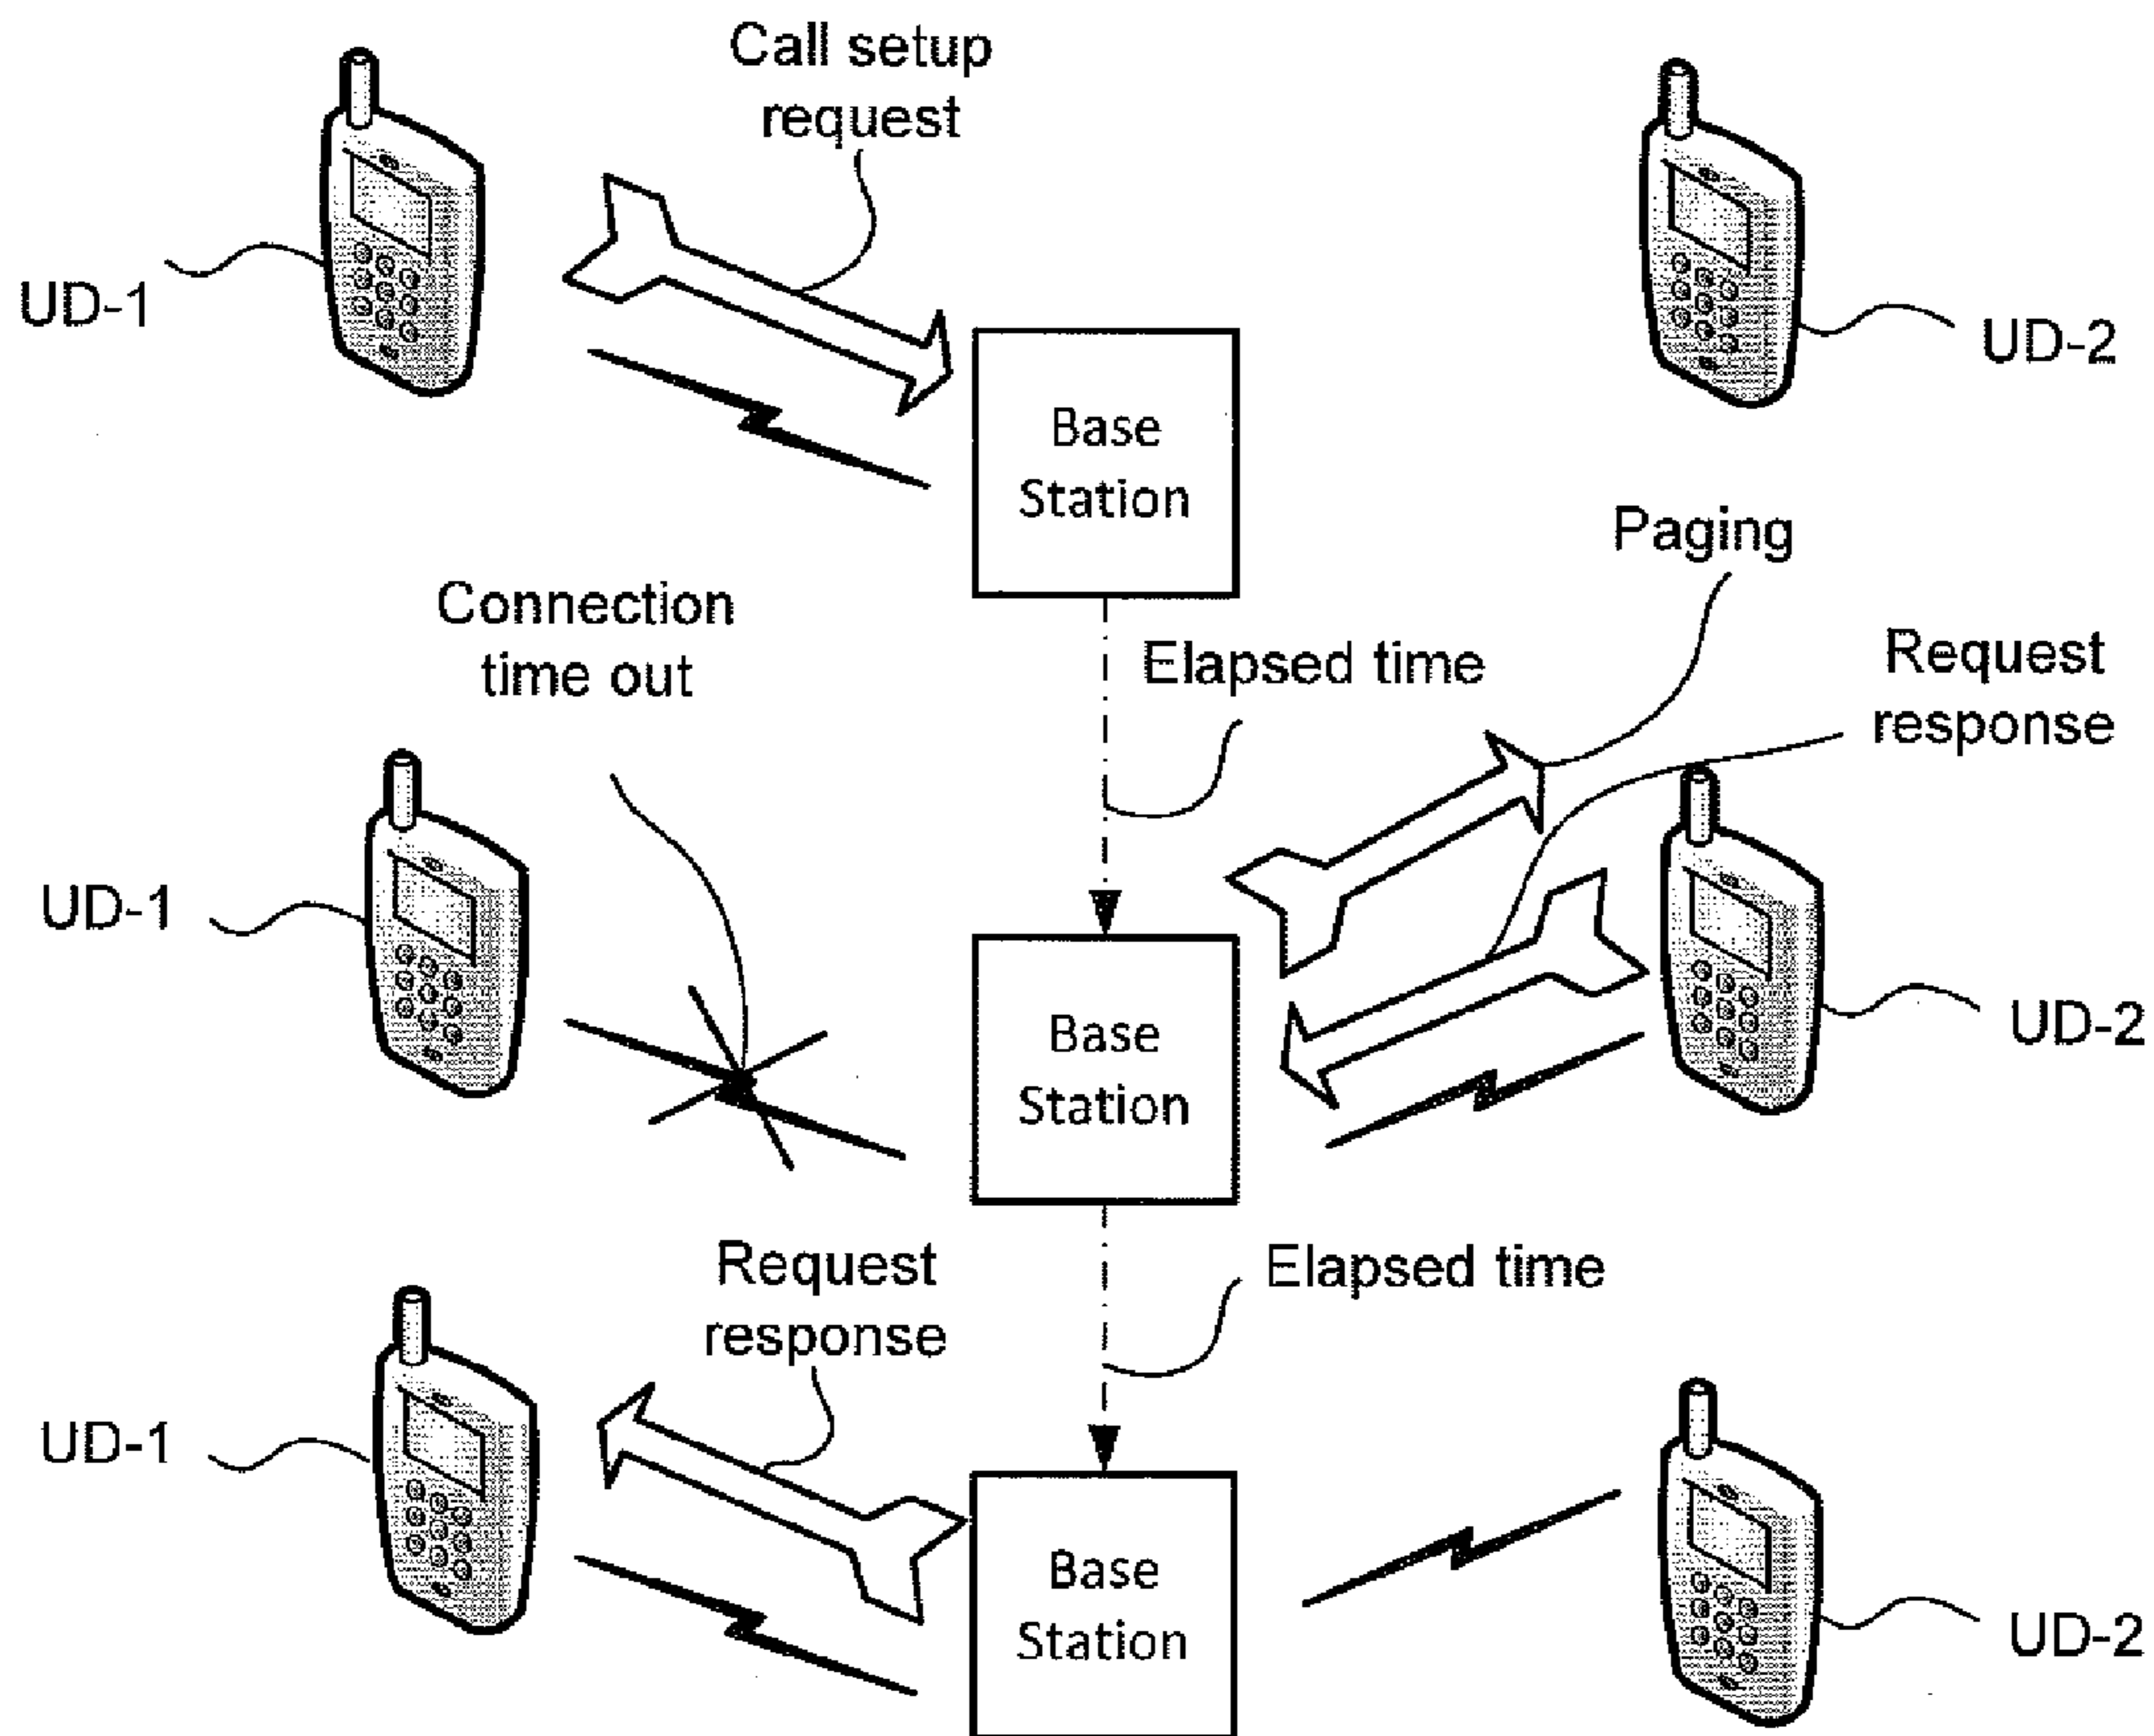 Call setup
request
UD-1
UD-2
Base
Station
Paging
Connection
time out
Elapsed time
Request
response
UD-1
UD-2
Base
Station
Request
response
Elapsed time
UD-1
UD-2
Base
Station